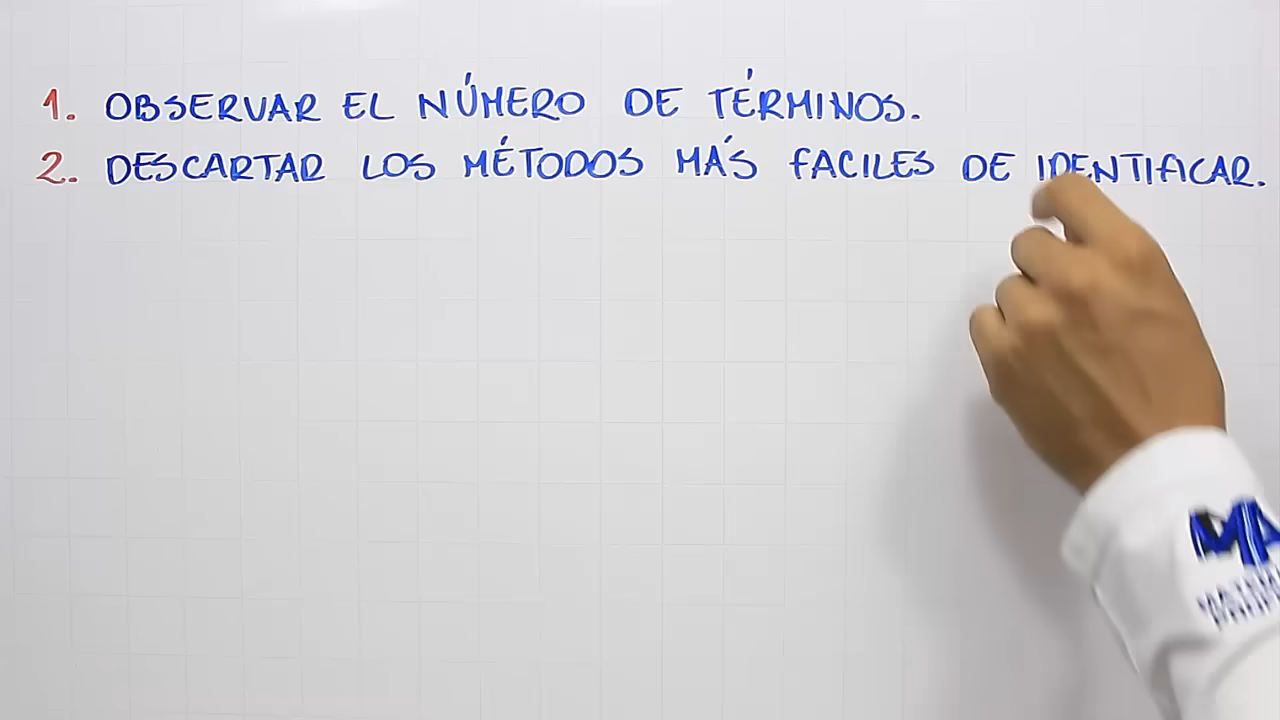 1. OBSERVAR EL NÚMERO DE TÉRMINOS.
2. DESCARTAR LOS MÉTODOS MÁS FACILES DE IDENTIFICAR.